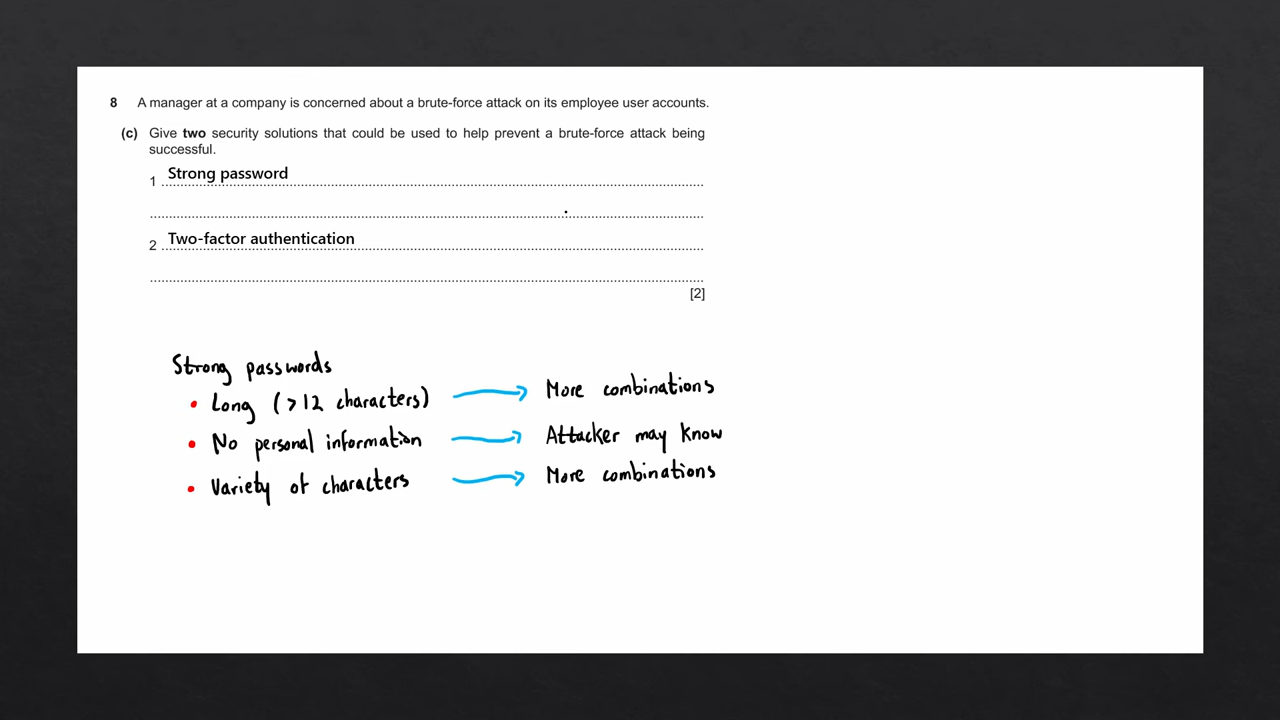 8 A manager at a company is concerned about a brute-force attack on its employee user accounts.
(c) Give two security solutions that could be used to help prevent a brute-force attack being
successful.
1 Strong password
2 Two-factor authentication
[2]
Strong passwords
• Long (>12 characters) → More combinations
• No personal information → Attacker may know
• Variety of characters → More combinations